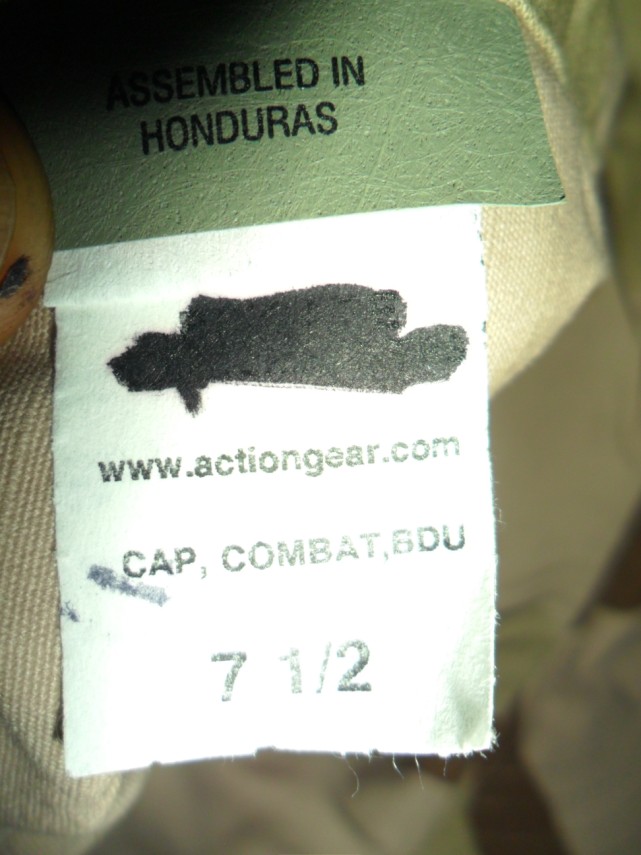 ASSEMBLED IN
HONDURAS
www.actiongear.com
CAP, COMBAT,BDU
7 1/2